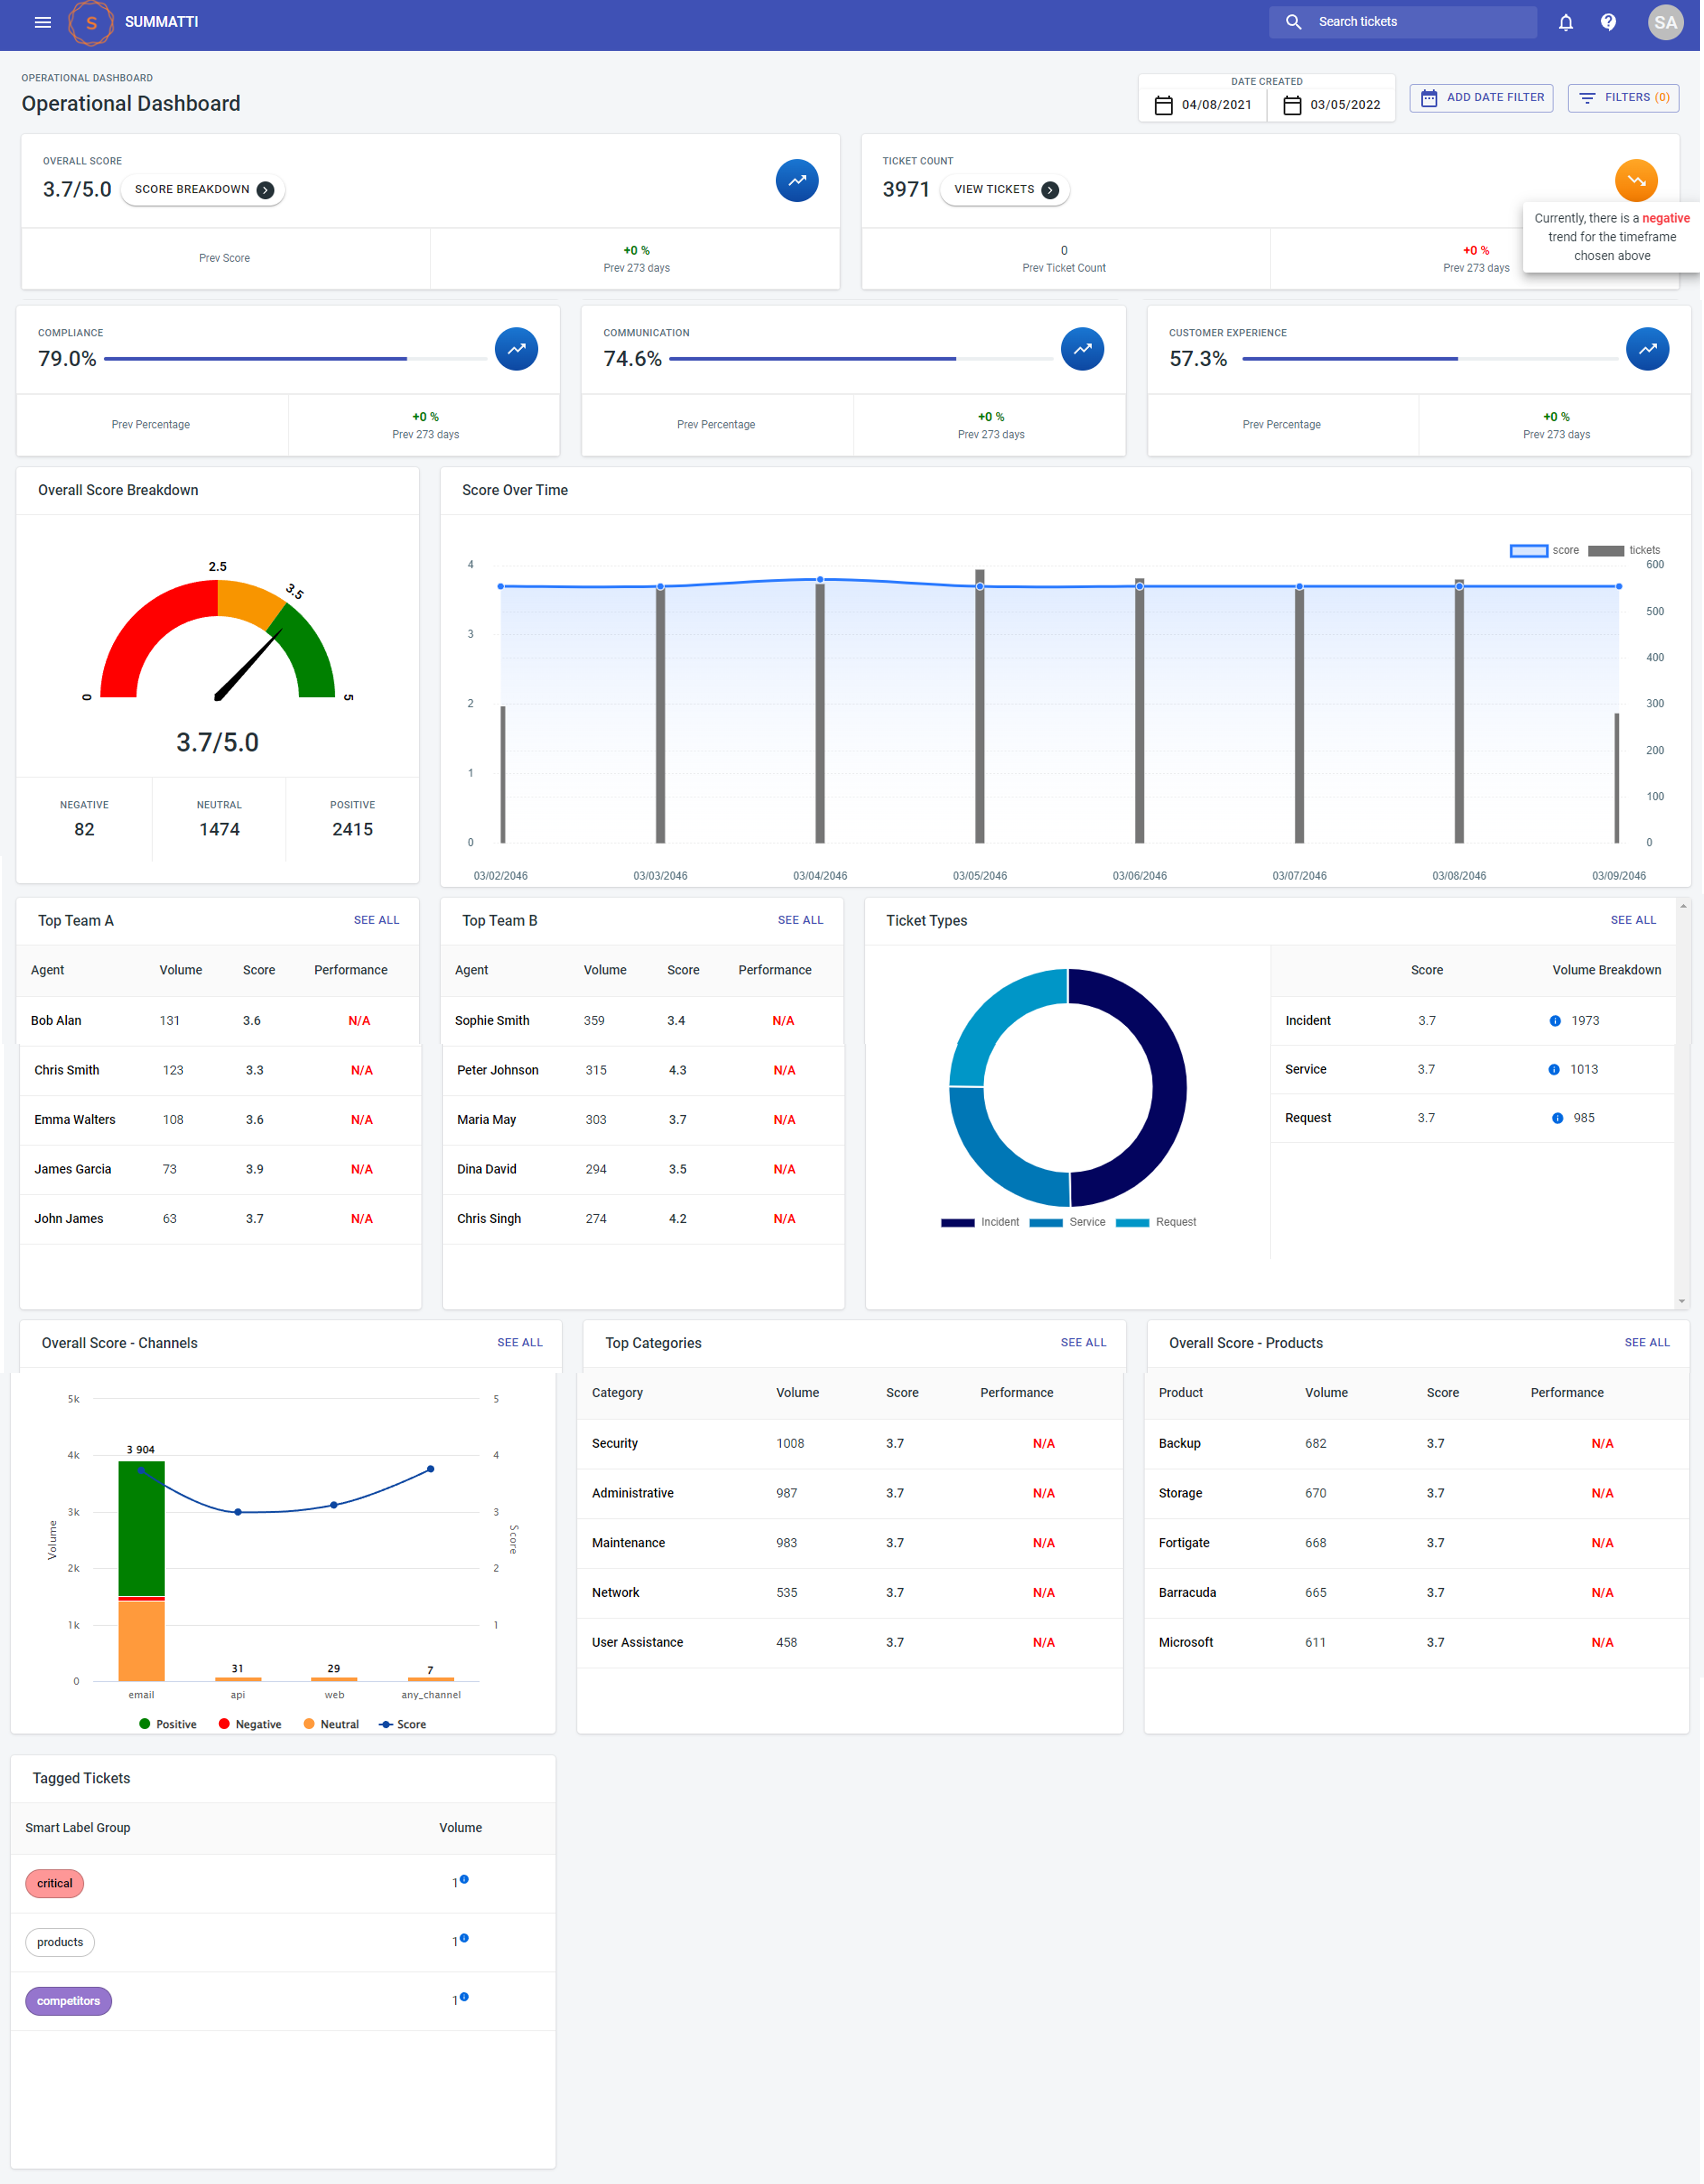 S SUMMATTI Search tickets SA
OPERATIONAL DASHBOARD
Operational Dashboard
DATE CREATED
04/08/2021 03/05/2022
ADD DATE FILTER
FILTERS (0)
OVERALL SCORE
3.7/5.0 SCORE BREAKDOWN
Prev Score
+0 %
Prev 273 days
TICKET COUNT
3971 VIEW TICKETS
0
Prev Ticket Count
+0 %
Prev 273 days
Currently, there is a negative
trend for the timeframe
chosen above
COMPLIANCE
79.0%
Prev Percentage
+0 %
Prev 273 days
COMMUNICATION
74.6%
Prev Percentage
+0 %
Prev 273 days
CUSTOMER EXPERIENCE
57.3%
Prev Percentage
+0 %
Prev 273 days
Overall Score Breakdown
2.5
3.5
0
5
3.7/5.0
NEGATIVE NEUTRAL POSITIVE
82 1474 2415
Score Over Time
score tickets
4 600
500
3
400
2 300
200
1
100
0 0
03/02/2046 03/03/2046 03/04/2046 03/05/2046 03/06/2046 03/07/2046 03/08/2046 03/09/2046
Top Team A SEE ALL
Agent Volume Score Performance
Bob Alan 131 3.6 N/A
Chris Smith 123 3.3 N/A
Emma Walters 108 3.6 N/A
James Garcia 73 3.9 N/A
John James 63 3.7 N/A
Top Team B SEE ALL
Agent Volume Score Performance
Sophie Smith 359 3.4 N/A
Peter Johnson 315 4.3 N/A
Maria May 303 3.7 N/A
Dina David 294 3.5 N/A
Chris Singh 274 4.2 N/A
Ticket Types SEE ALL
Incident Service Request
Score Volume Breakdown
Incident 3.7 1973
Service 3.7 1013
Request 3.7 985
Overall Score - Channels SEE ALL
5k 5
3 904
4k 4
3k 3
Volume
Score
2k 2
1k 1
31 29 7
0
email api web any_channel
Positive Negative Neutral Score
Top Categories SEE ALL
Category Volume Score Performance
Security 1008 3.7 N/A
Administrative 987 3.7 N/A
Maintenance 983 3.7 N/A
Network 535 3.7 N/A
User Assistance 458 3.7 N/A
Overall Score - Products SEE ALL
Product Volume Score Performance
Backup 682 3.7 N/A
Storage 670 3.7 N/A
Fortigate 668 3.7 N/A
Barracuda 665 3.7 N/A
Microsoft 611 3.7 N/A
Tagged Tickets
Smart Label Group Volume
critical 1
products 1
competitors 1